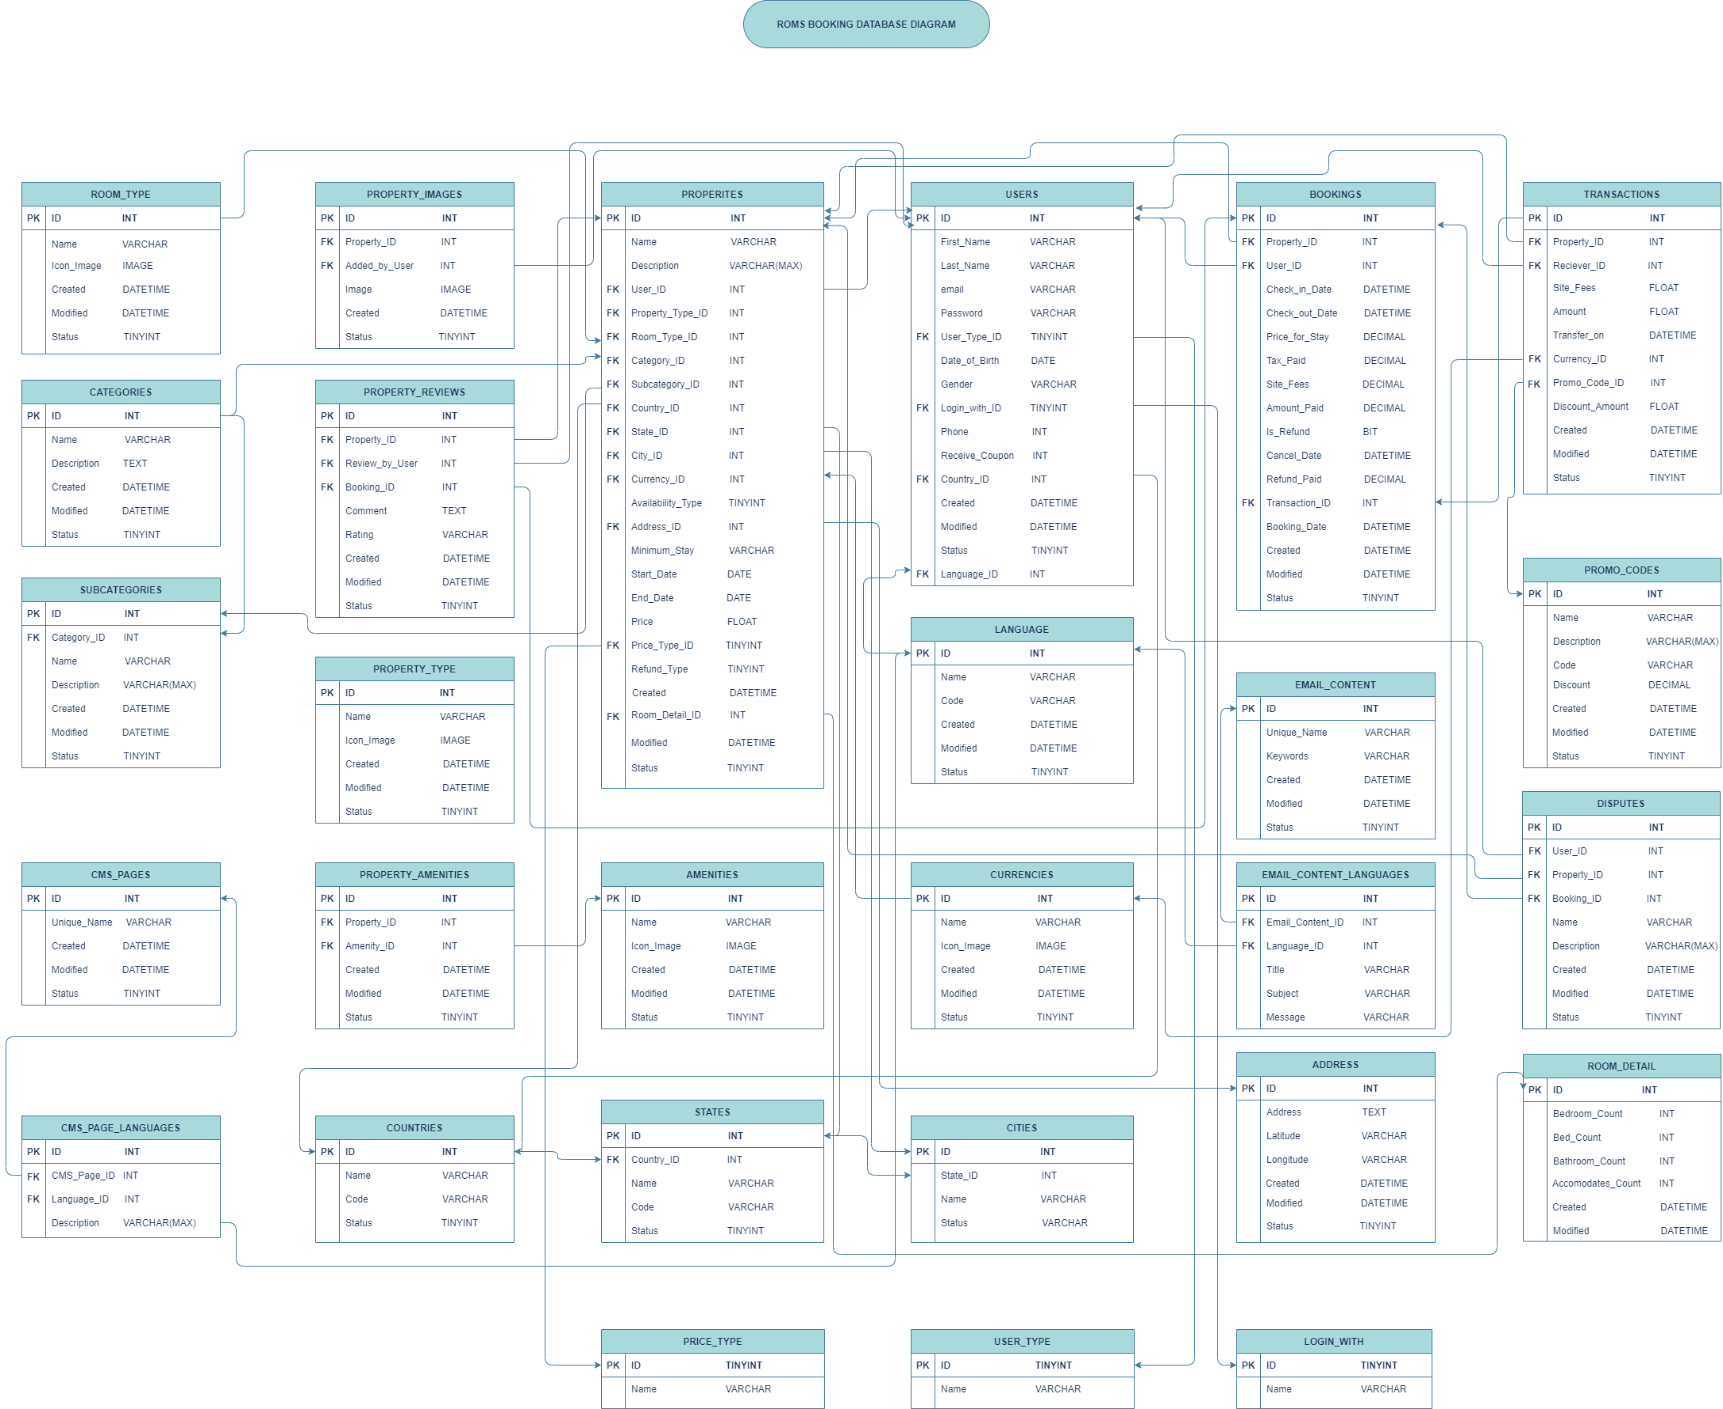 ROMS BOOKING DATABASE DIAGRAM
ROOM_TYPE
PK ID INT
Name VARCHAR
Icon_Image IMAGE
Created DATETIME
Modified DATETIME
Status TINYINT
CATEGORIES
PK ID INT
Name VARCHAR
Description TEXT
Created DATETIME
Modified DATETIME
Status TINYINT
SUBCATEGORIES
PK ID INT
FK Category_ID INT
Name VARCHAR
Description VARCHAR(MAX)
Created DATETIME
Modified DATETIME
Status TINYINT
CMS_PAGES
PK ID INT
Unique_Name VARCHAR
Created DATETIME
Modified DATETIME
Status TINYINT
CMS_PAGE_LANGUAGES
PK ID INT
FK CMS_Page_ID INT
FK Language_ID INT
Description VARCHAR(MAX)
PROPERTY_IMAGES
PK ID INT
FK Property_ID INT
FK Added_by_User INT
Image IMAGE
Created DATETIME
Status TINYINT
PROPERTY_REVIEWS
PK ID INT
FK Property_ID INT
FK Review_by_User INT
FK Booking_ID INT
Comment TEXT
Rating VARCHAR
Created DATETIME
Modified DATETIME
Status TINYINT
PROPERTY_TYPE
PK ID INT
Name VARCHAR
Icon_Image IMAGE
Created DATETIME
Modified DATETIME
Status TINYINT
PROPERTY_AMENITIES
PK ID INT
FK Property_ID INT
FK Amenity_ID INT
Created DATETIME
Modified DATETIME
Status TINYINT
COUNTRIES
PK ID INT
Name VARCHAR
Code VARCHAR
Status TINYINT
PROPERITES
PK ID INT
Name VARCHAR
Description VARCHAR(MAX)
FK User_ID INT
FK Property_Type_ID INT
FK Room_Type_ID INT
FK Category_ID INT
FK Subcategory_ID INT
FK Country_ID INT
FK State_ID INT
FK City_ID INT
FK Currency_ID INT
Availability_Type TINYINT
FK Address_ID INT
Minimum_Stay VARCHAR
Start_Date DATE
End_Date DATE
Price FLOAT
FK Price_Type_ID TINYINT
Refund_Type TINYINT
Created DATETIME
FK Room_Detail_ID INT
Modified DATETIME
Status TINYINT
AMENITIES
PK ID INT
Name VARCHAR
Icon_Image IMAGE
Created DATETIME
Modified DATETIME
Status TINYINT
STATES
PK ID INT
FK Country_ID INT
Name VARCHAR
Code VARCHAR
Status TINYINT
PRICE_TYPE
PK ID TINYINT
Name VARCHAR
USERS
PK ID INT
First_Name VARCHAR
Last_Name VARCHAR
email VARCHAR
Password VARCHAR
FK User_Type_ID TINYINT
Date_of_Birth DATE
Gender VARCHAR
FK Login_with_ID TINYINT
Phone INT
Receive_Coupon INT
FK Country_ID INT
Created DATETIME
Modified DATETIME
Status TINYINT
FK Language_ID INT
LANGUAGE
PK ID INT
Name VARCHAR
Code VARCHAR
Created DATETIME
Modified DATETIME
Status TINYINT
CURRENCIES
PK ID INT
Name VARCHAR
Icon_Image IMAGE
Created DATETIME
Modified DATETIME
Status TINYINT
CITIES
PK ID INT
State_ID INT
Name VARCHAR
Status VARCHAR
USER_TYPE
PK ID TINYINT
Name VARCHAR
BOOKINGS
PK ID INT
FK Property_ID INT
FK User_ID INT
Check_in_Date DATETIME
Check_out_Date DATETIME
Price_for_Stay DECIMAL
Tax_Paid DECIMAL
Site_Fees DECIMAL
Amount_Paid DECIMAL
Is_Refund BIT
Cancel_Date DATETIME
Refund_Paid DECIMAL
FK Transaction_ID INT
Booking_Date DATETIME
Created DATETIME
Modified DATETIME
Status TINYINT
EMAIL_CONTENT
PK ID INT
Unique_Name VARCHAR
Keywords VARCHAR
Created DATETIME
Modified DATETIME
Status TINYINT
EMAIL_CONTENT_LANGUAGES
PK ID INT
FK Email_Content_ID INT
FK Language_ID INT
Title VARCHAR
Subject VARCHAR
Message VARCHAR
ADDRESS
PK ID INT
Address TEXT
Latitude VARCHAR
Longitude VARCHAR
Created DATETIME
Modified DATETIME
Status TINYINT
LOGIN_WITH
PK ID TINYINT
Name VARCHAR
TRANSACTIONS
PK ID INT
FK Property_ID INT
FK Reciever_ID INT
Site_Fees FLOAT
Amount FLOAT
Transfer_on DATETIME
FK Currency_ID INT
FK Promo_Code_ID INT
Discount_Amount FLOAT
Created DATETIME
Modified DATETIME
Status TINYINT
PROMO_CODES
PK ID INT
Name VARCHAR
Description VARCHAR(MAX)
Code VARCHAR
Discount DECIMAL
Created DATETIME
Modified DATETIME
Status TINYINT
DISPUTES
PK ID INT
FK User_ID INT
FK Property_ID INT
FK Booking_ID INT
Name VARCHAR
Description VARCHAR(MAX)
Created DATETIME
Modified DATETIME
Status TINYINT
ROOM_DETAIL
PK ID INT
Bedroom_Count INT
Bed_Count INT
Bathroom_Count INT
Accomodates_Count INT
Created DATETIME
Modified DATETIME